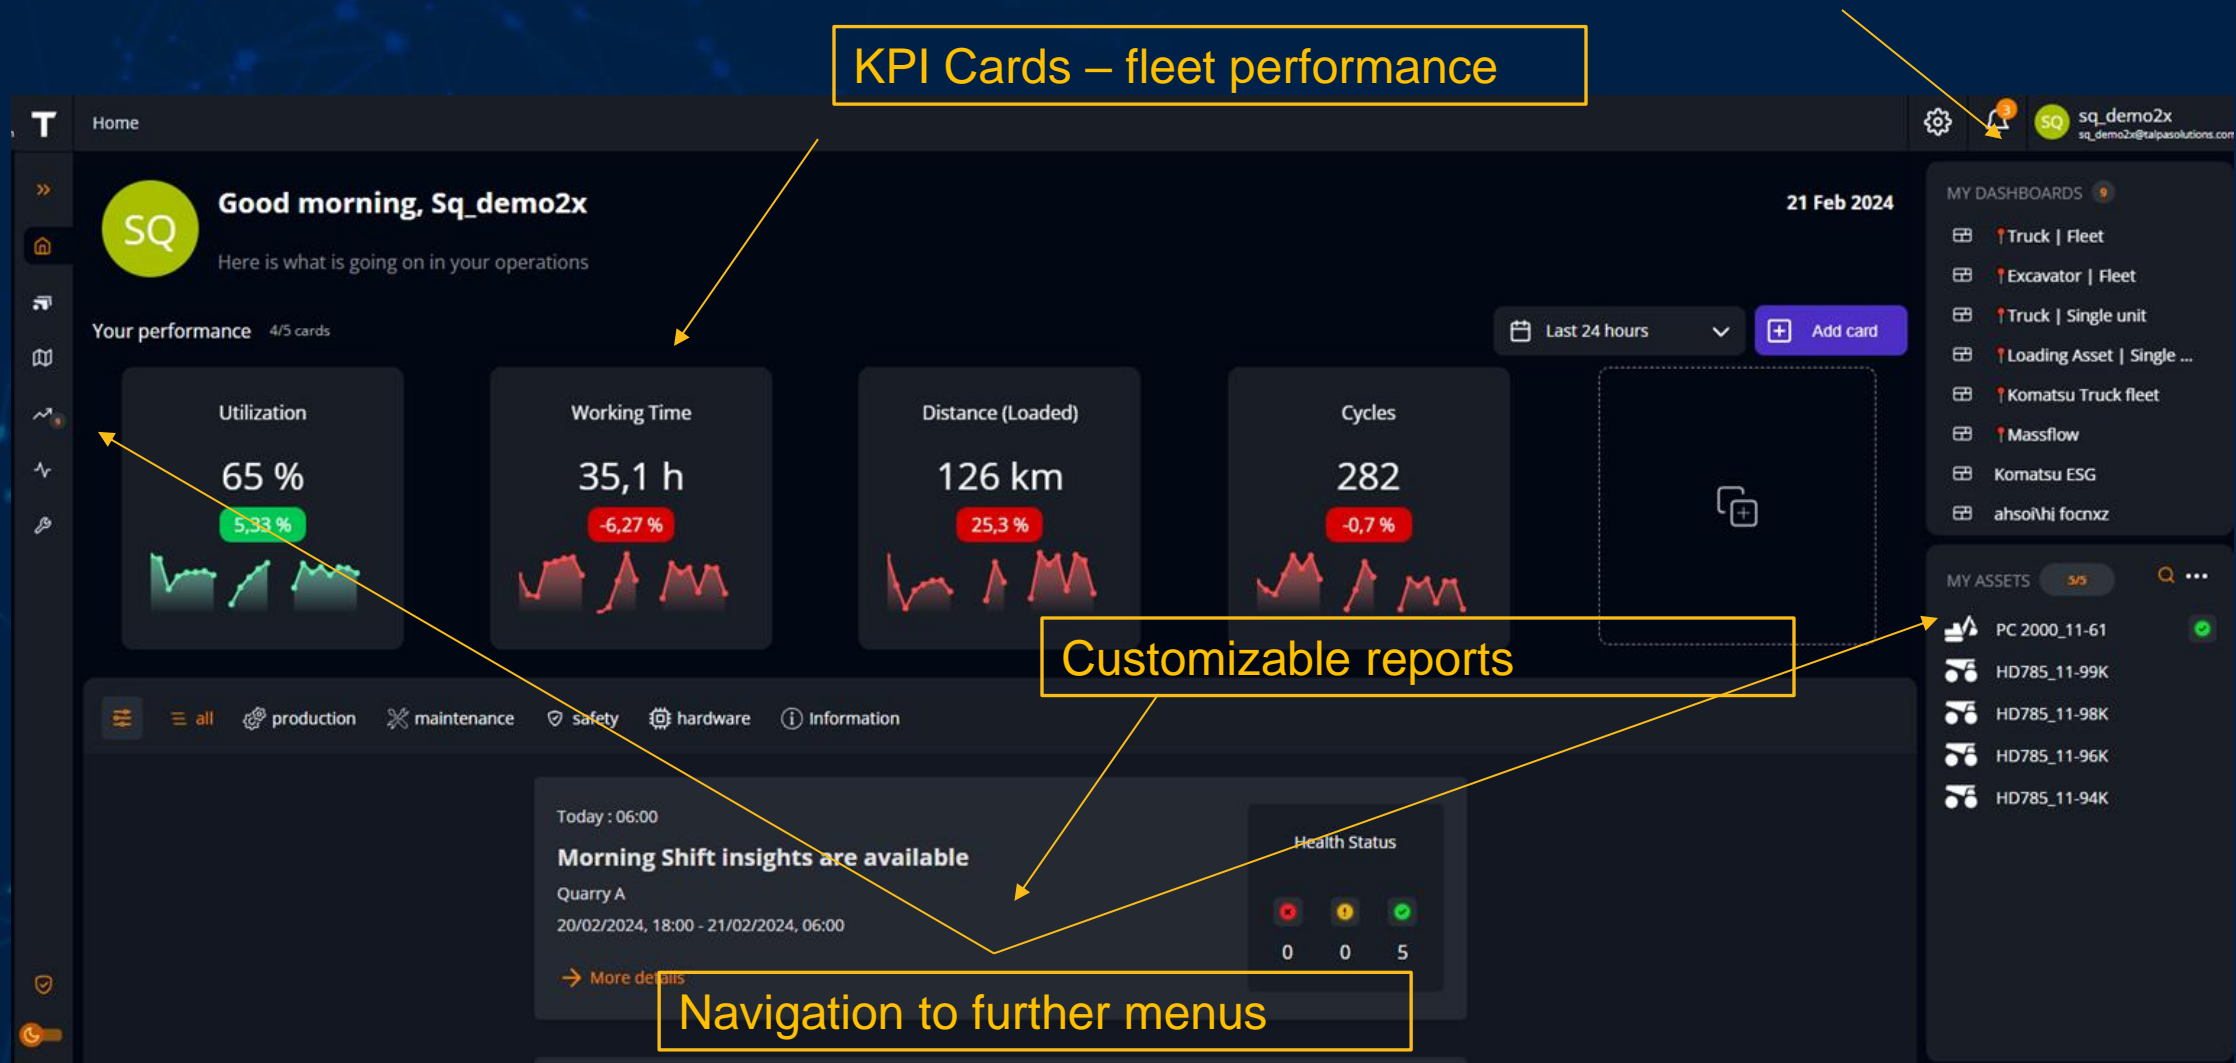 KPI Cards – fleet performance
T
Home
3
SQ
sq_demo2x
sq_demo2x@talpasolutions.com
SQ
Good morning, Sq_demo2x
Here is what is going on in your operations
21 Feb 2024
Your performance 4/5 cards
Last 24 hours
Add card
Utilization
65 %
5,33 %
Working Time
35,1 h
-6,27 %
Distance (Loaded)
126 km
25,3 %
Cycles
282
-0,7 %
MY DASHBOARDS 9
Truck | Fleet
Excavator | Fleet
Truck | Single unit
Loading Asset | Single ...
Komatsu Truck fleet
Massflow
Komatsu ESG
MY ASSETS 5/5
PC 2000_11-61
HD785_11-99K
HD785_11-98K
HD785_11-96K
HD785_11-94K
Customizable reports
all production maintenance safety hardware Information
Today : 06:00
Morning Shift insights are available
Quarry A
20/02/2024, 18:00 - 21/02/2024, 06:00
More details
Health Status
0 0 5
Navigation to further menus